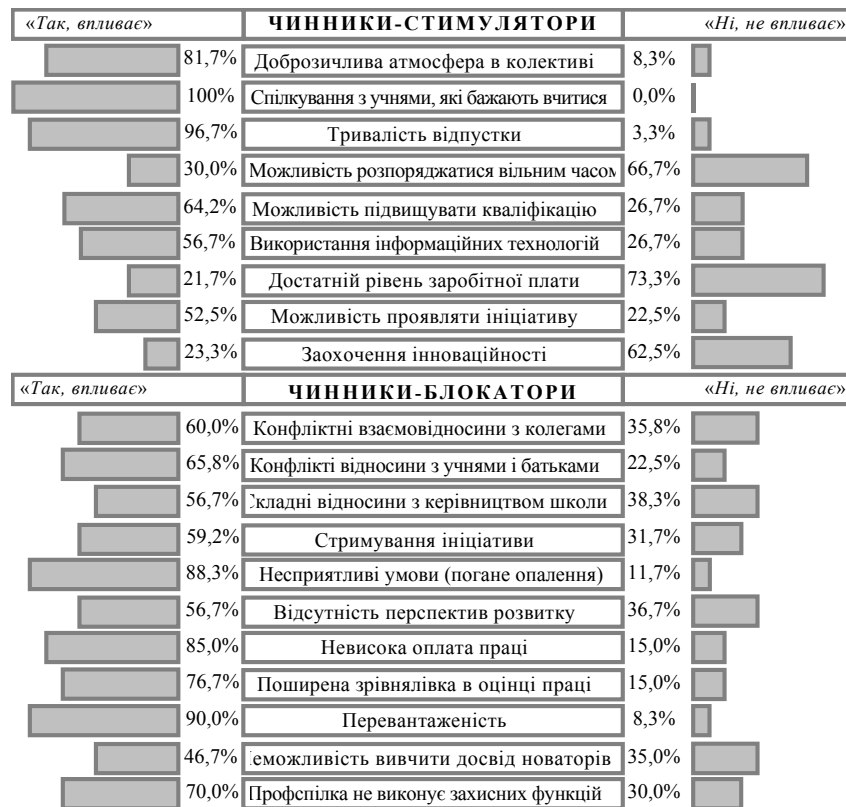 «Так, впливає» ЧИННИКИ-СТИМУЛЯТОРИ «Ні, не впливає»
81,7% Доброзичлива атмосфера в колективі 8,3%
100% Спілкування з учнями, які бажають вчитися 0,0%
96,7% Тривалість відпустки 3,3%
30,0% Можливість розпоряджатися вільним часом 66,7%
64,2% Можливість підвищувати кваліфікацію 26,7%
56,7% Використання інформаційних технологій 26,7%
21,7% Достатній рівень заробітної плати 73,3%
52,5% Можливість проявляти ініціативу 22,5%
23,3% Заохочення інноваційності 62,5%
«Так, впливає» ЧИННИКИ-БЛОКАТОРИ «Ні, не впливає»
60,0% Конфліктні взаємовідносини з колегами 35,8%
65,8% Конфлікті відносини з учнями і батьками 22,5%
56,7% кладні відносини з керівництвом школи 38,3%
59,2% Стримування ініціативи 31,7%
88,3% Несприятливі умови (погане опалення) 11,7%
56,7% Відсутність перспектив розвитку 36,7%
85,0% Невисока оплата праці 15,0%
76,7% Поширена зрівнялівка в оцінці праці 15,0%
90,0% Перевантаженість 8,3%
46,7% еможливість вивчити досвід новаторів 35,0%
70,0% Профспілка не виконує захисних функцій 30,0%